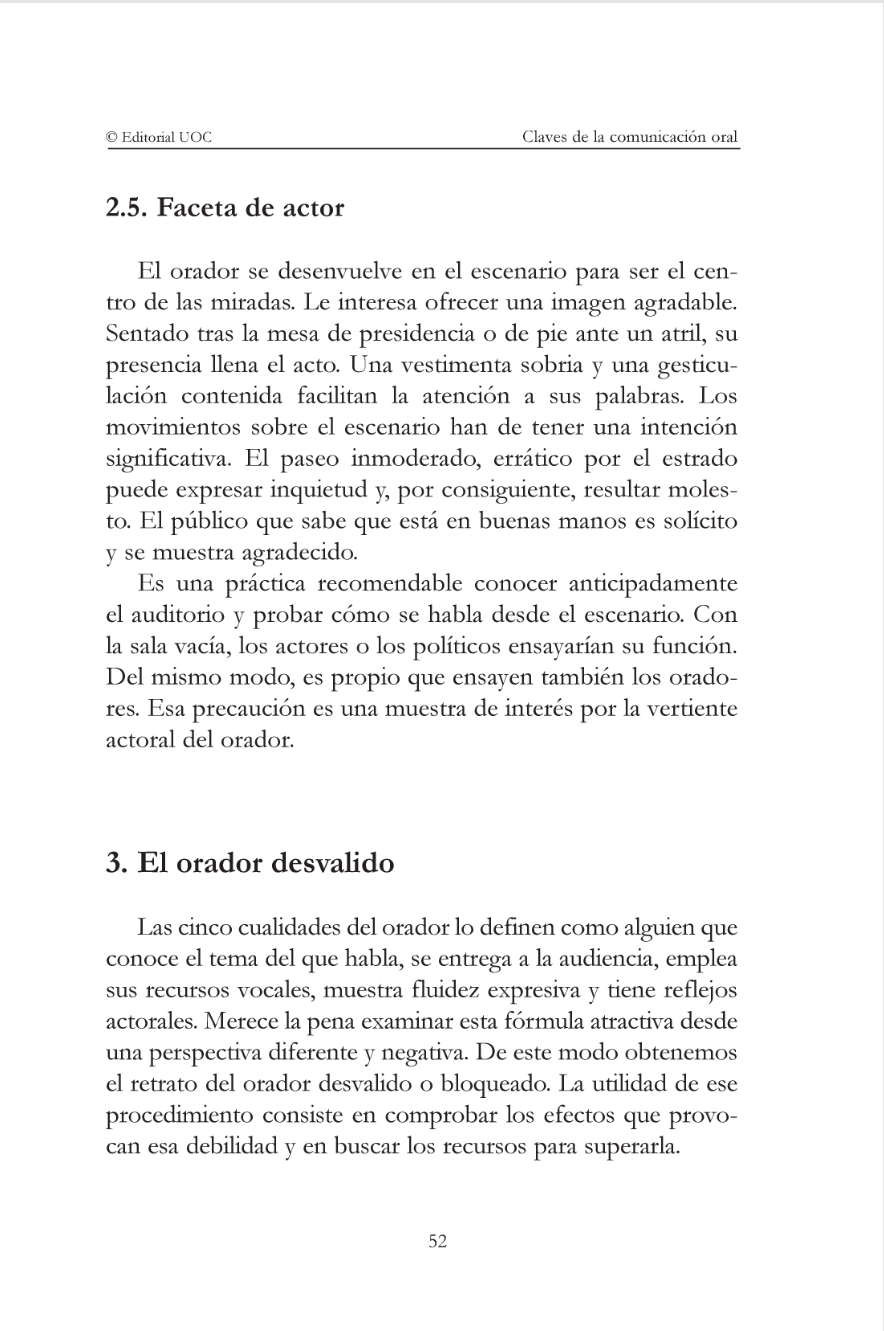 © Editorial UOC
Claves de la comunicación oral
2.5. Faceta de actor
El orador se desenvuelve en el escenario para ser el cen-
tro de las miradas. Le interesa ofrecer una imagen agradable.
Sentado tras la mesa de presidencia o de pie ante un atril, su
presencia llena el acto. Una vestimenta sobria y una gesticu-
lación contenida facilitan la atención a sus palabras. Los
movimientos sobre el escenario han de tener una intención
significativa. El paseo inmoderado, errático por el estrado
puede expresar inquietud y, por consiguiente, resultar moles-
to. El público que sabe que está en buenas manos es solícito
y se muestra agradecido.
Es una práctica recomendable conocer anticipadamente
el auditorio y probar cómo se habla desde el escenario. Con
la sala vacía, los actores o los políticos ensayarían su función.
Del mismo modo, es propio que ensayen también los orado-
res. Esa precaución es una muestra de interés por la vertiente
actoral del orador.
3. El orador desvalido
Las cinco cualidades del orador lo definen como alguien que
conoce el tema del que habla, se entrega a la audiencia, emplea
sus recursos vocales, muestra fluidez expresiva y tiene reflejos
actorales. Merece la pena examinar esta fórmula atractiva desde
una perspectiva diferente y negativa. De este modo obtenemos
el retrato del orador desvalido o bloqueado. La utilidad de ese
procedimiento consiste en comprobar los efectos que provo-
can esa debilidad y en buscar los recursos para superarla.
52